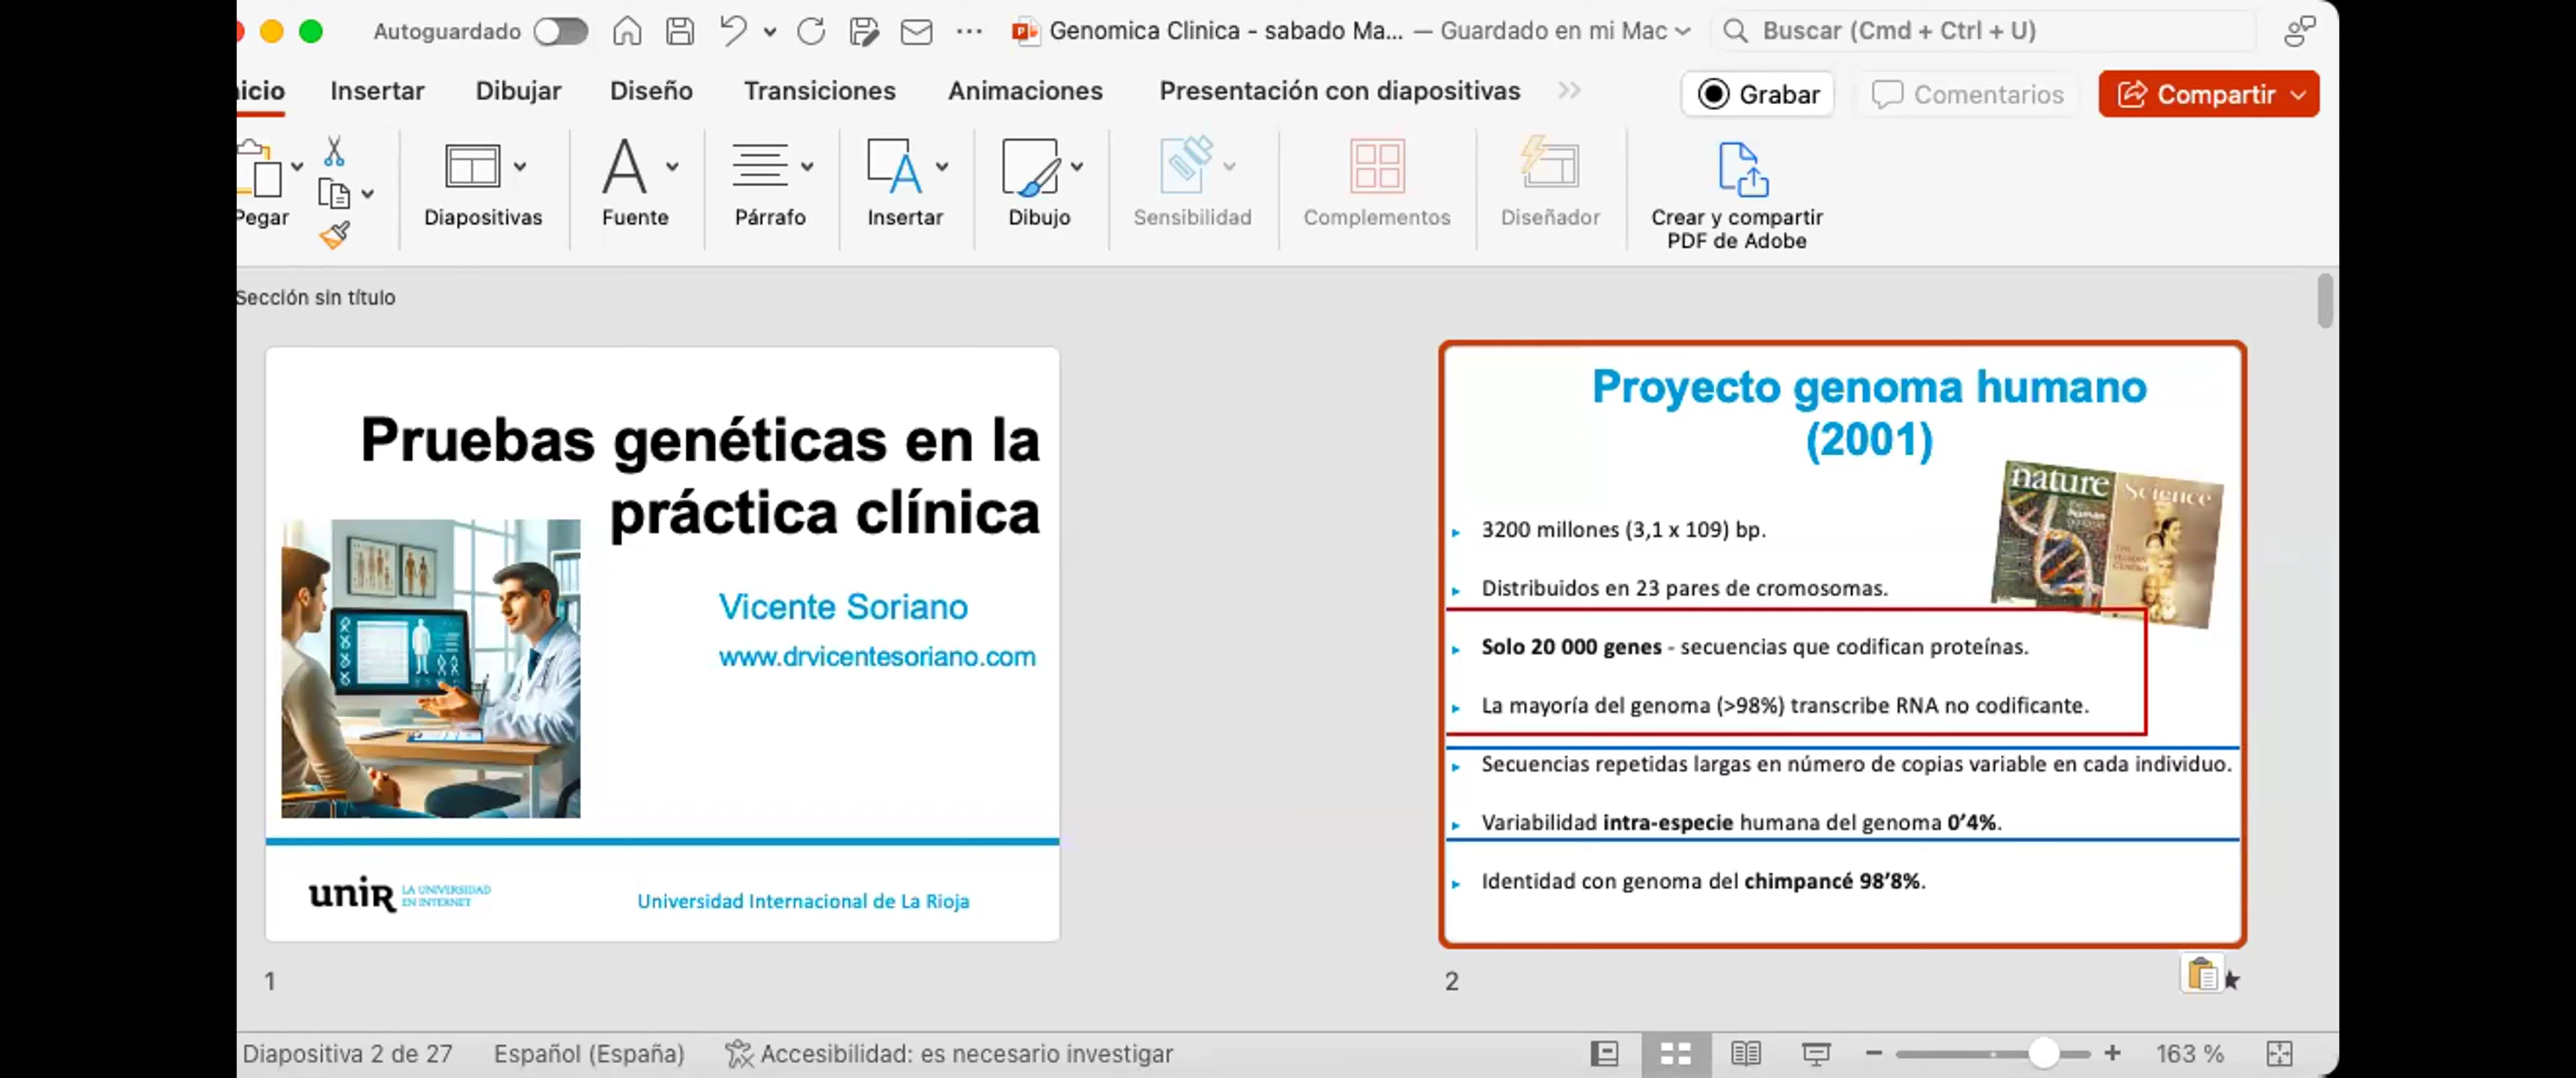 Autoguardado
Genomica Clinica - sabado Ma... — Guardado en mi Mac
Buscar (Cmd + Ctrl + U)
nicio
Insertar
Dibujar
Diseño
Transiciones
Animaciones
Presentación con diapositivas
Grabar
Comentarios
Compartir
Pegar
Diapositivas
Fuente
Párrafo
Insertar
Dibujo
Sensibilidad
Complementos
Diseñador
Crear y compartir
PDF de Adobe
Sección sin título
Pruebas genéticas en la
práctica clínica
Vicente Soriano
www.drvicentesoriano.com
unir LA UNIVERSIDAD
EN INTERNET
Universidad Internacional de La Rioja
1
Proyecto genoma humano
(2001)
nature
Science
3200 millones (3,1 x 109) bp.
Distribuidos en 23 pares de cromosomas.
Solo 20 000 genes - secuencias que codifican proteínas.
La mayoría del genoma (>98%) transcribe RNA no codificante.
Secuencias repetidas largas en número de copias variable en cada individuo.
Variabilidad intra-especie humana del genoma 0'4%.
Identidad con genoma del chimpancé 98'8%.
2
Diapositiva 2 de 27
Español (España)
Accesibilidad: es necesario investigar
163 %